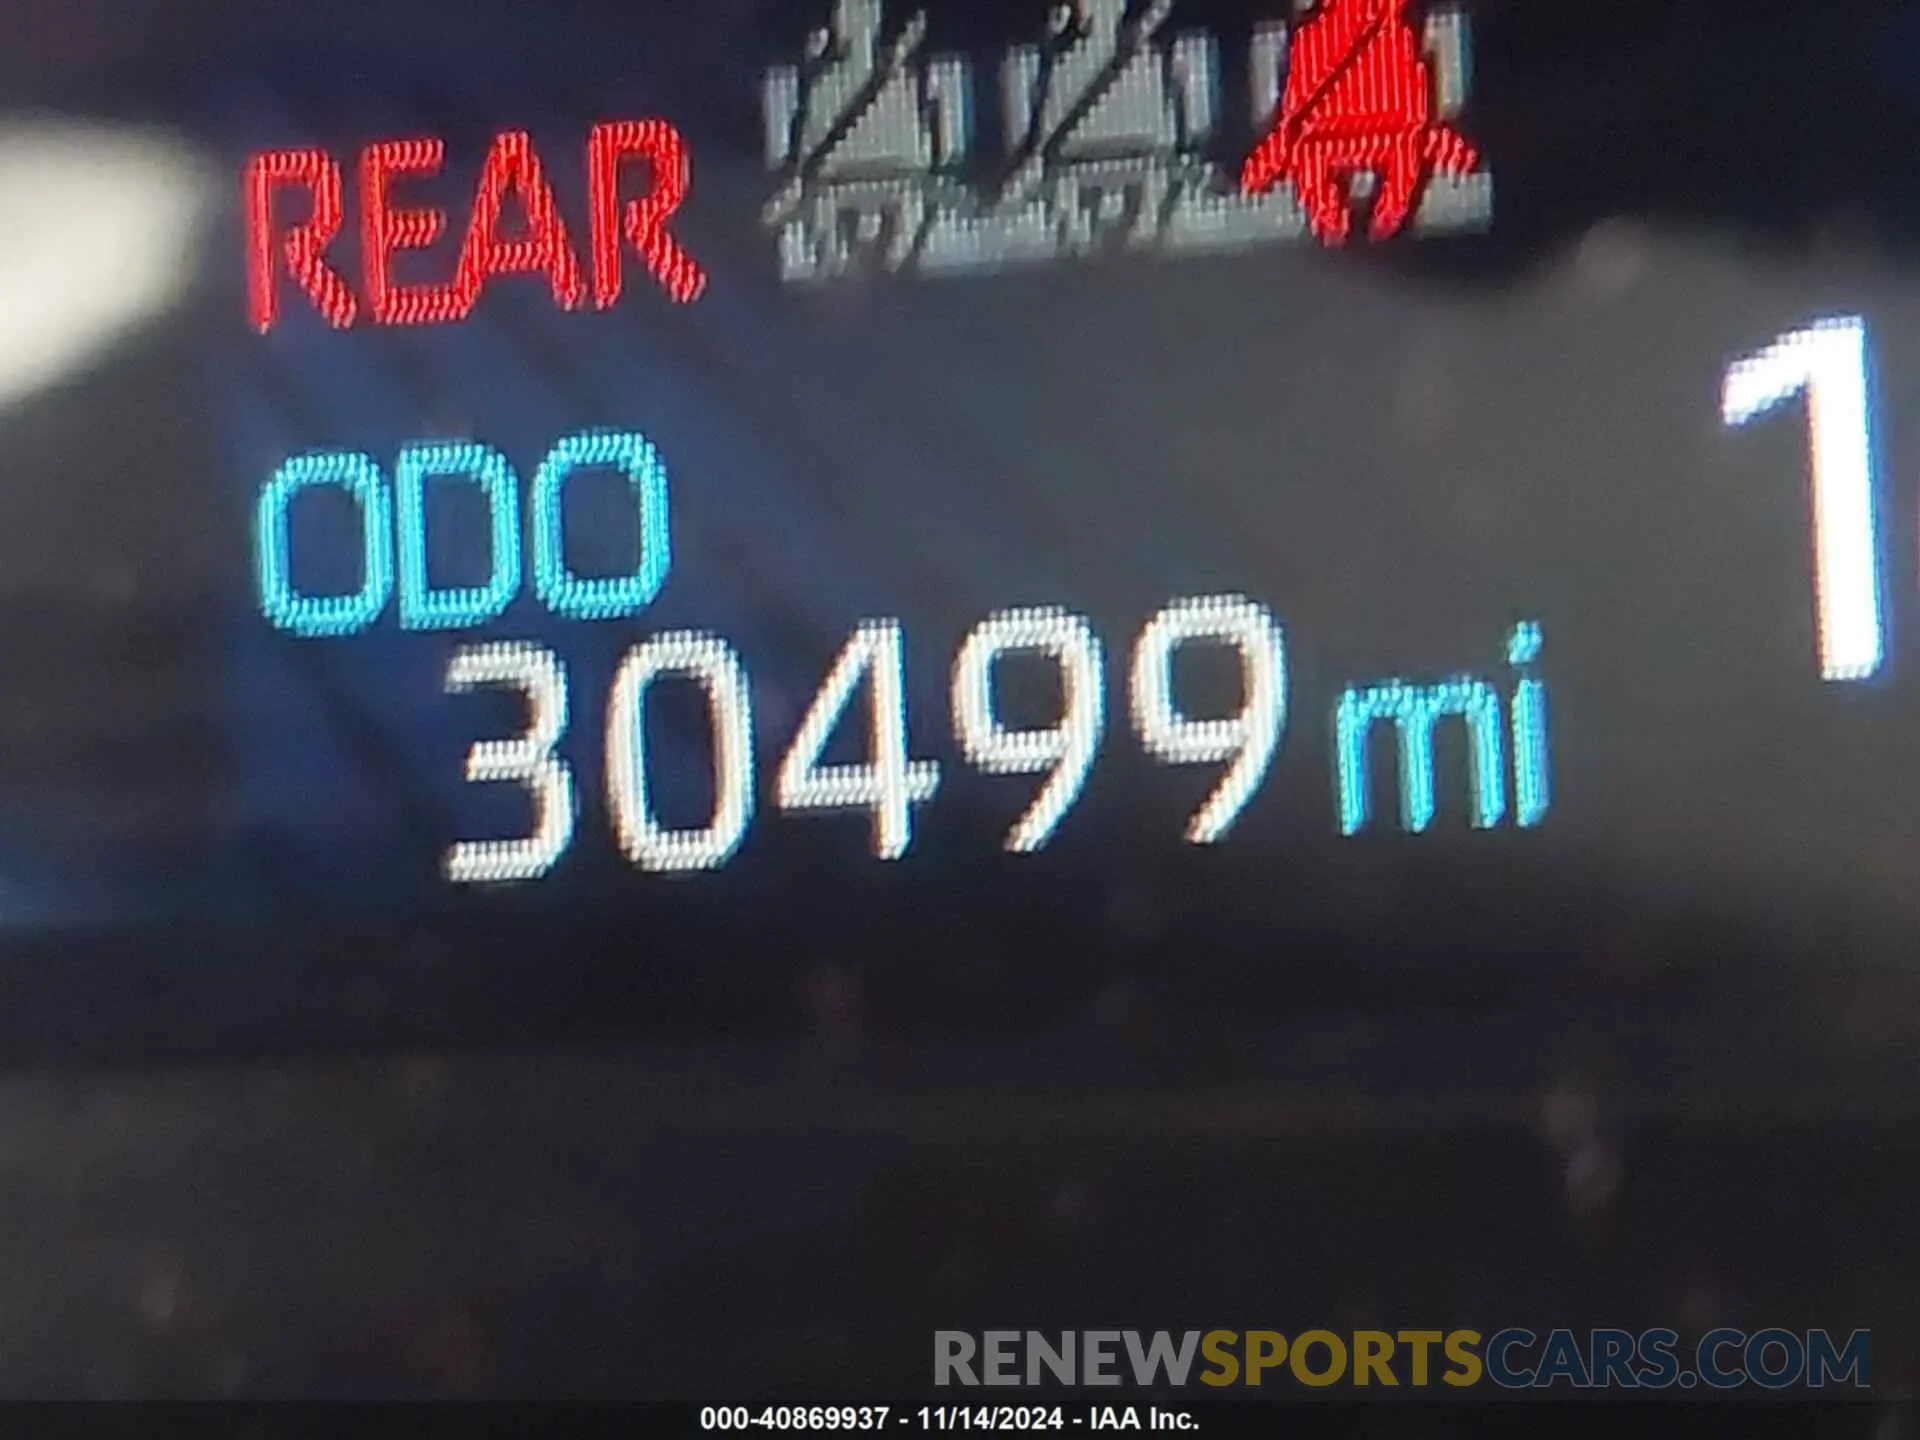 REAR
ODO
30499 mi
1
RENEWSPORTSCARS.COM
000-40869937 - 11/14/2024 - IAA Inc.